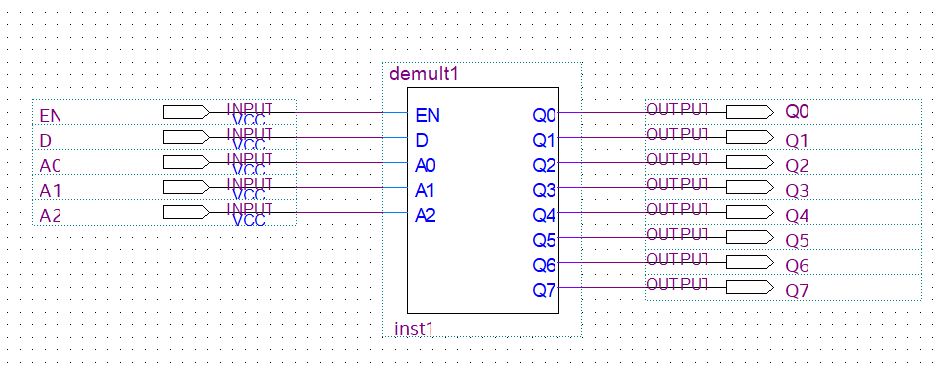 demult1
EN INPUT VCC EN Q0 OUTPUT Q0
D INPUT VCC D Q1 OUTPUT Q1
A0 INPUT VCC A0 Q2 OUTPUT Q2
A1 INPUT VCC A1 Q3 OUTPUT Q3
A2 INPUT VCC A2 Q4 OUTPUT Q4
Q5 OUTPUT Q5
Q6 OUTPUT Q6
Q7 OUTPUT Q7
inst1